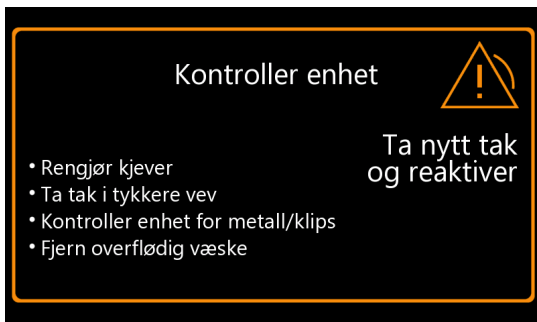 Kontroller enhet
Ta nytt tak
og reaktiver
• Rengjør kjever
• Ta tak i tykkere vev
• Kontroller enhet for metall/klips
• Fjern overflødig væske